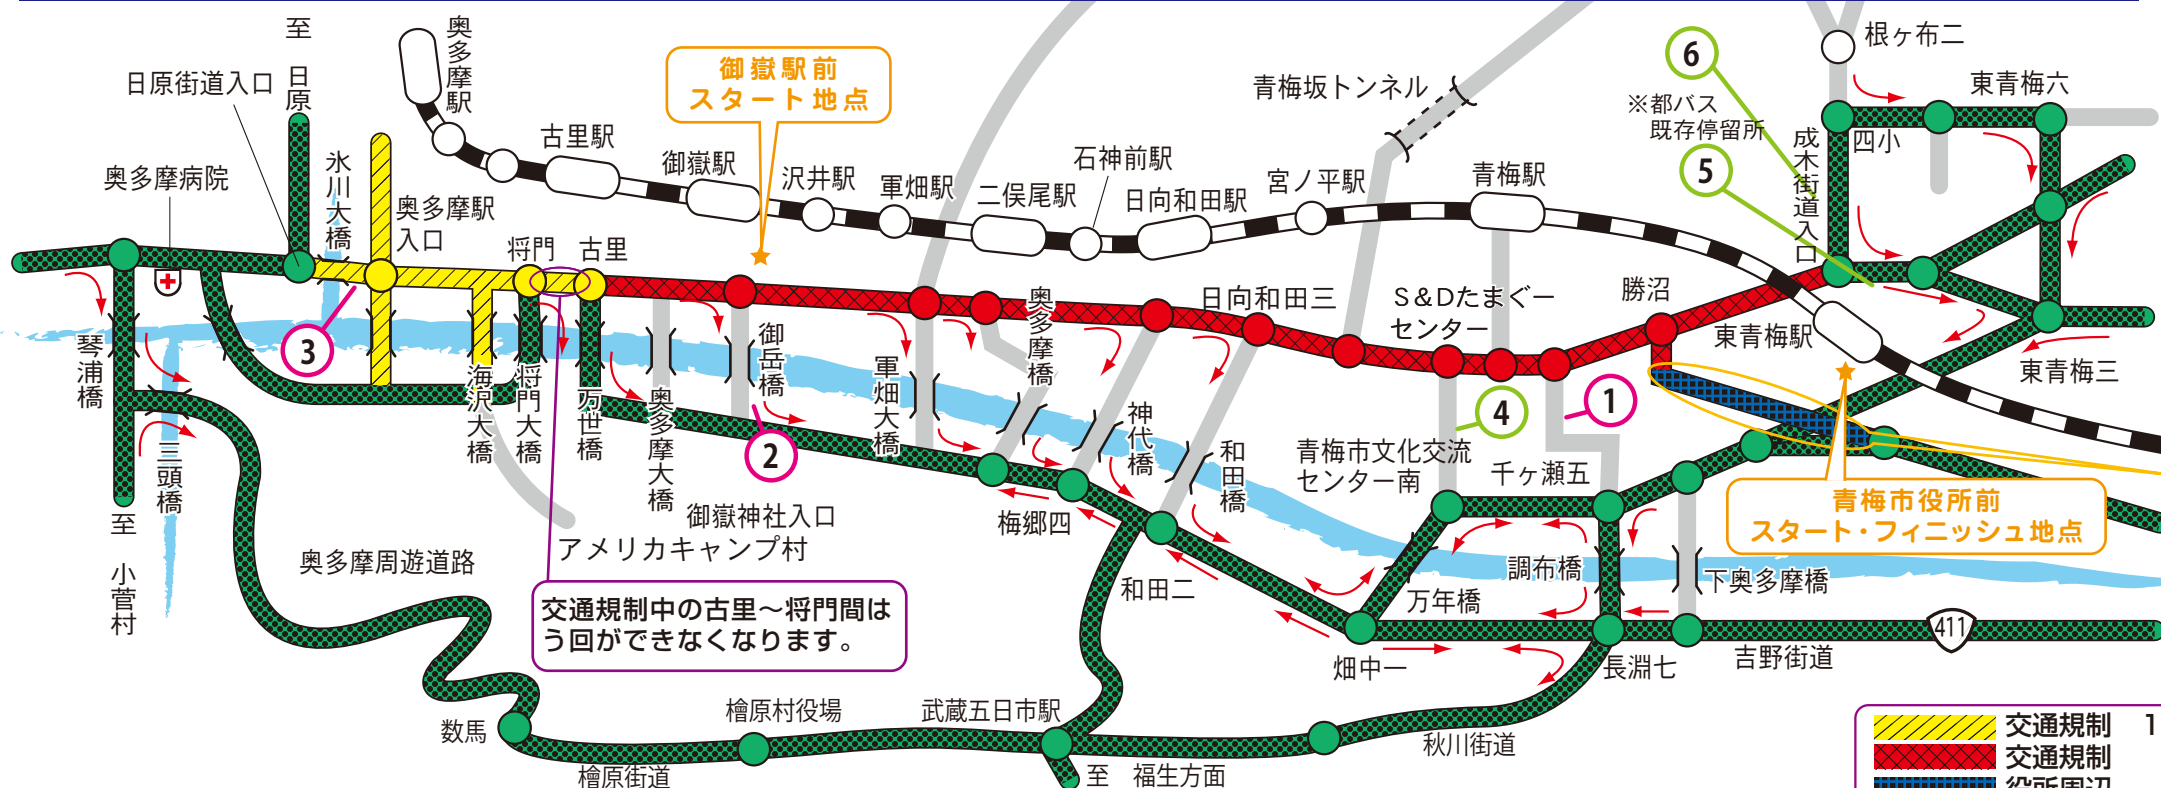 至 日原
日原街道入口
奥多摩病院
氷川大橋
奥多摩駅
奥多摩駅
入口
古里駅
御嶽駅前
スタート地点
御嶽駅
沢井駅
軍畑駅
二俣尾駅
石神前駅
日向和田駅
宮ノ平駅
青梅坂トンネル
青梅駅
6
※都バス
既存停留所
5
根ヶ布二
東青梅六
四小
成木街道入口
将門
古里
3
琴浦橋
三頭橋
至 小菅村
海沢大橋
将門大橋
万世橋
奥多摩大橋
御岳橋
2
御嶽神社入口
アメリカキャンプ村
軍畑大橋
奥多摩橋
神代橋
和田橋
日向和田三
S&Dたまぐー
センター
勝沼
東青梅駅
東青梅三
4
1
青梅市文化交流
センター南
千ヶ瀬五
梅郷四
和田二
万年橋
調布橋
下奥多摩橋
青梅市役所前
スタート・フィニッシュ地点
奥多摩周遊道路
交通規制中の古里～将門間は
う回ができなくなります。
畑中一
長淵七
吉野街道
411
数馬
檜原村役場
武蔵五日市駅
檜原街道
至 福生方面
秋川街道
交通規制 1
交通規制
役所周辺